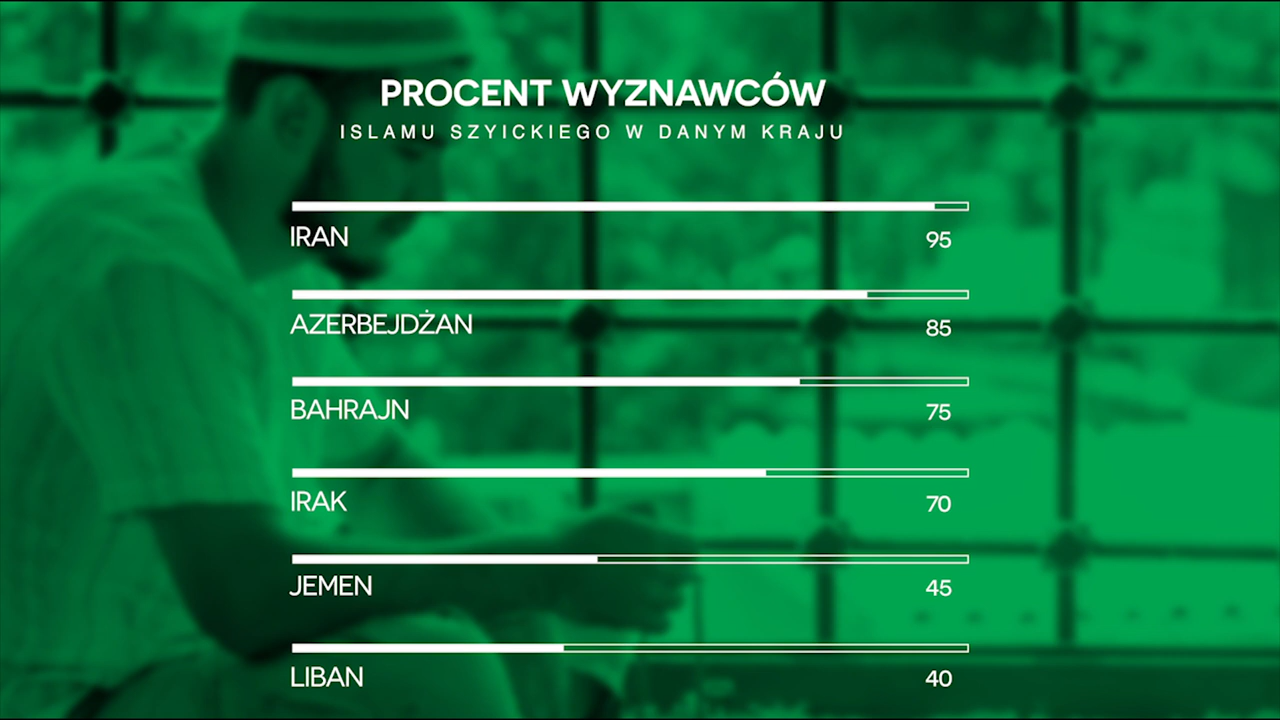 PROCENT WYZNAWCÓW
ISLAMU SZYICKIEGO W DANYM KRAJU
IRAN 95
AZERBEJDŻAN 85
BAHRAJN 75
IRAK 70
JEMEN 45
LIBAN 40